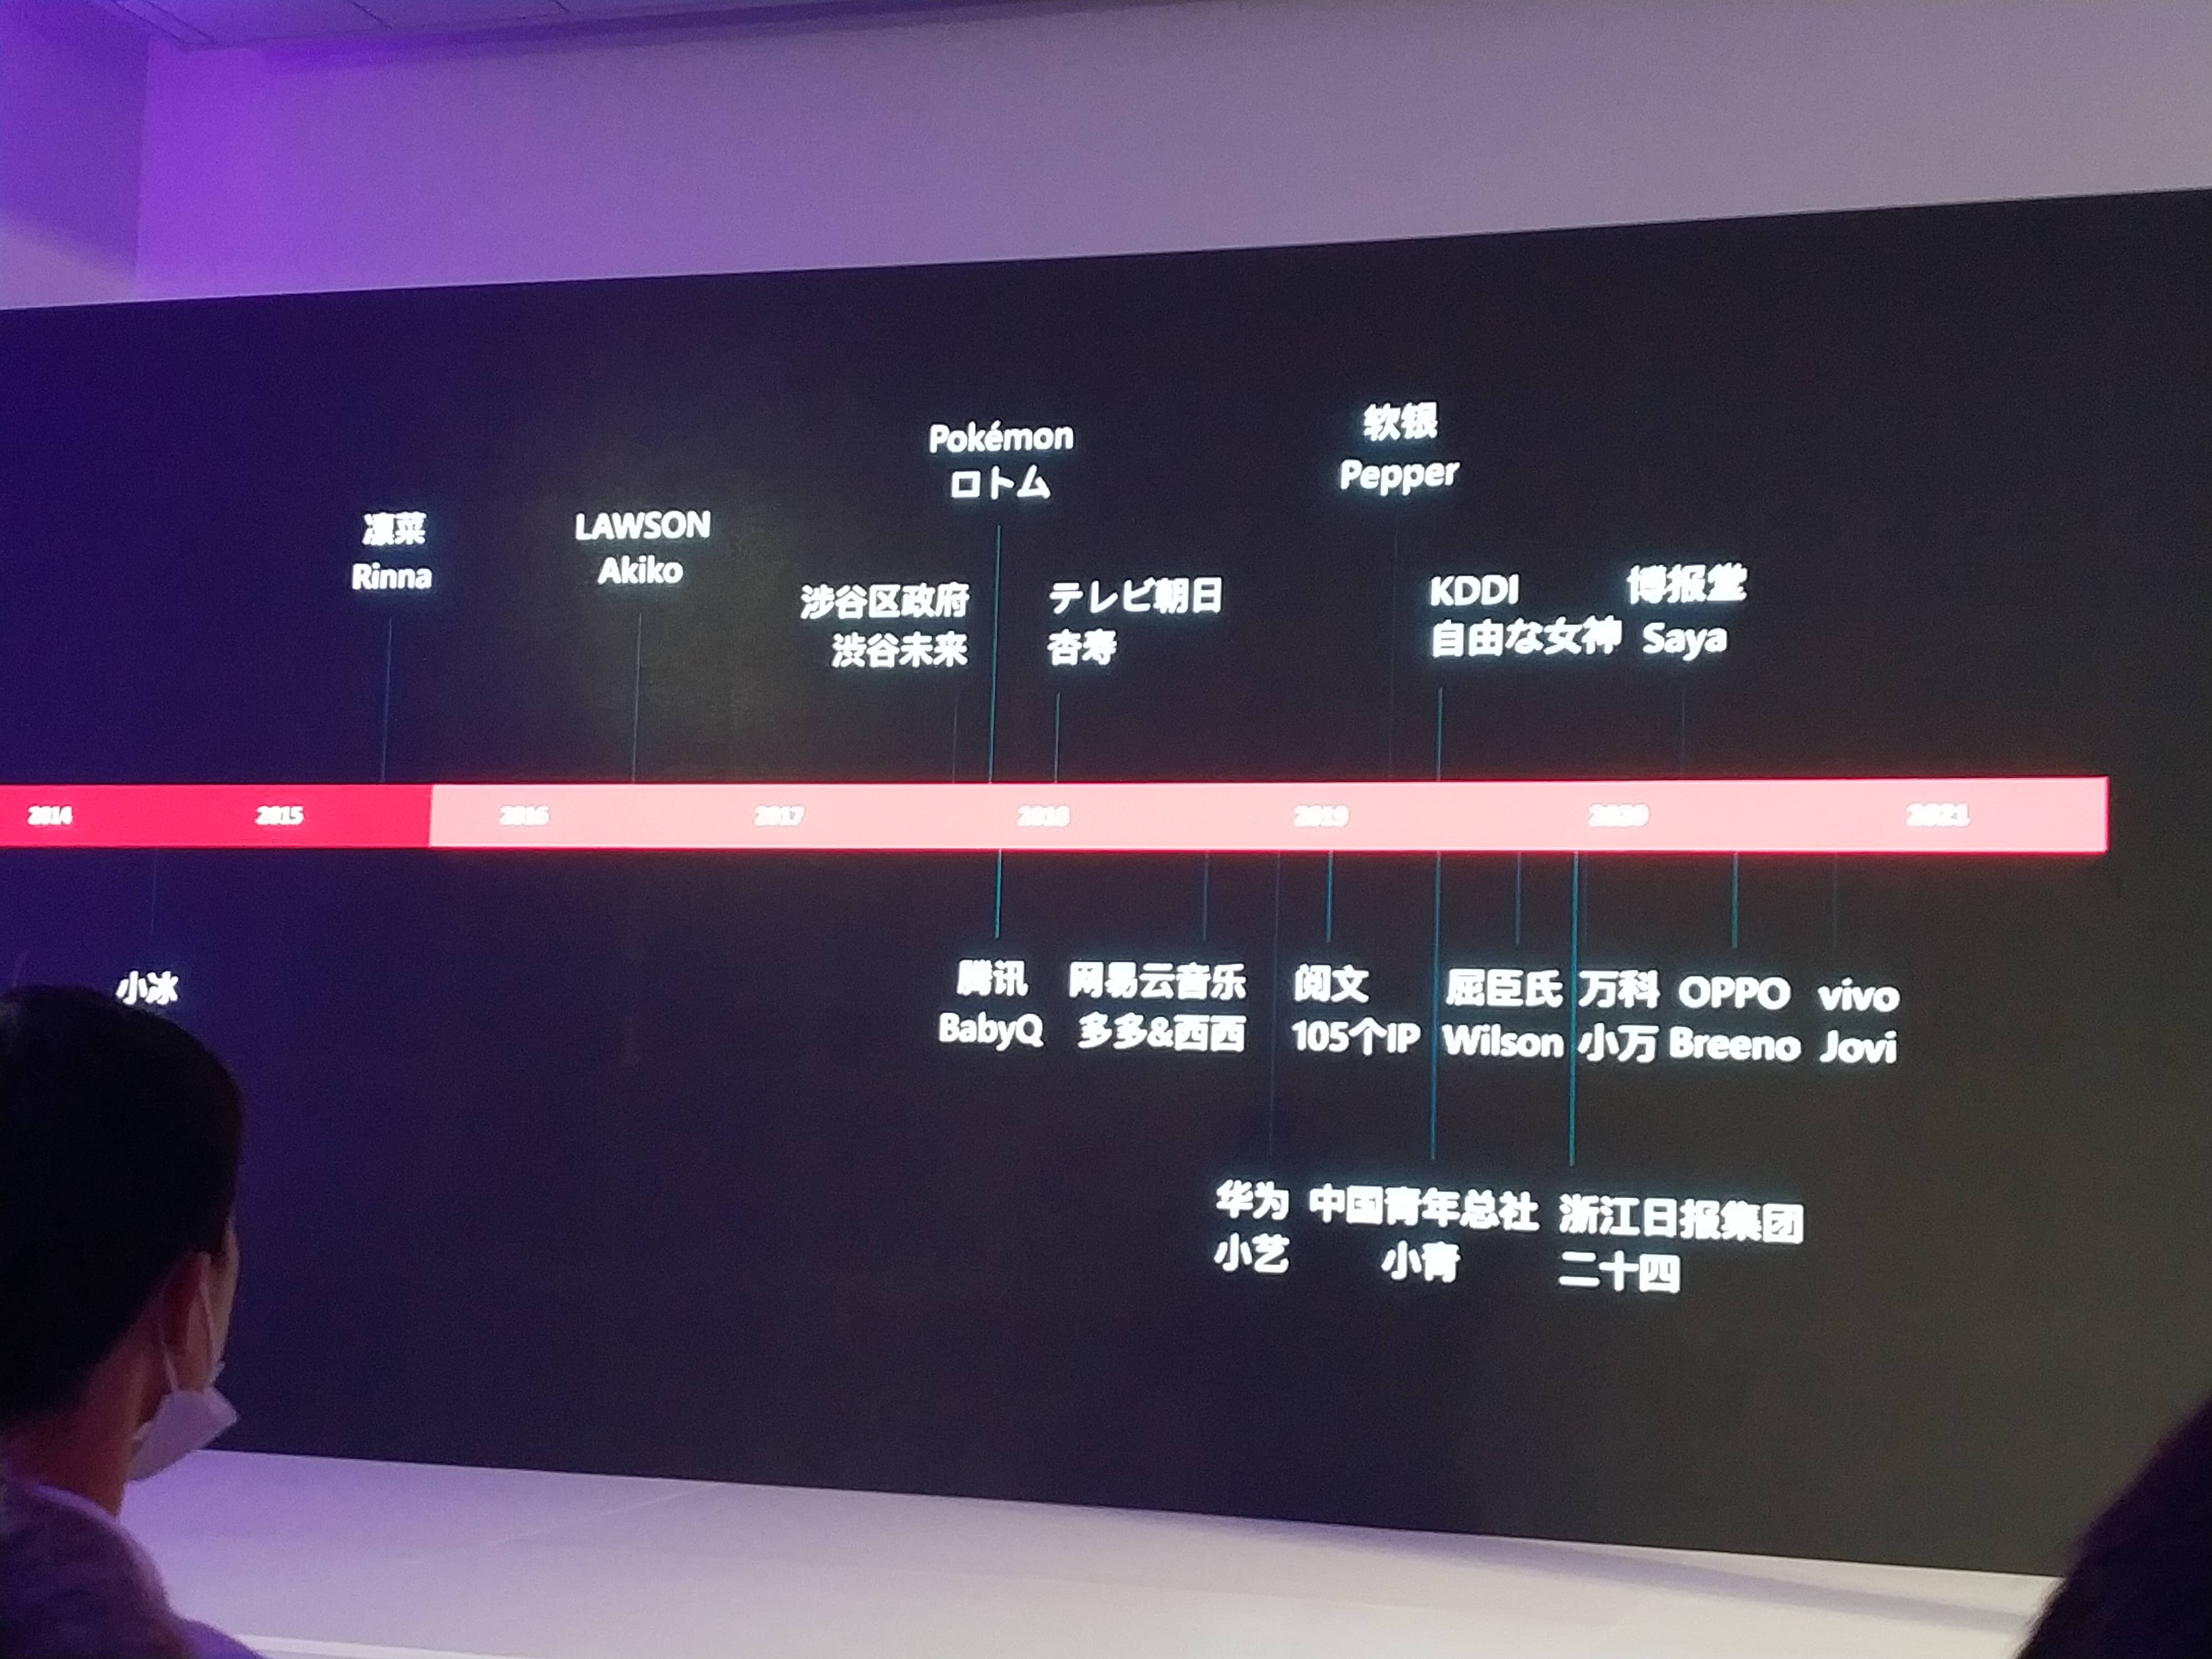 Pokémon
ロトム
软银
Pepper
凛菜
Rinna
LAWSON
Akiko
涉谷区政府
渋谷未来
テレビ朝日
杏寿
KDDI
自由な女神
博报堂
Saya
2014 2015 2016 2017 2018 2019 2020 2021
小冰
腾讯
BabyQ
网易云音乐
多多&西西
阅文
105个IP
屈臣氏
Wilson
万科
小万
OPPO
Breeno
vivo
Jovi
华为
小艺
中国青年总社
小青
浙江日报集团
二十四